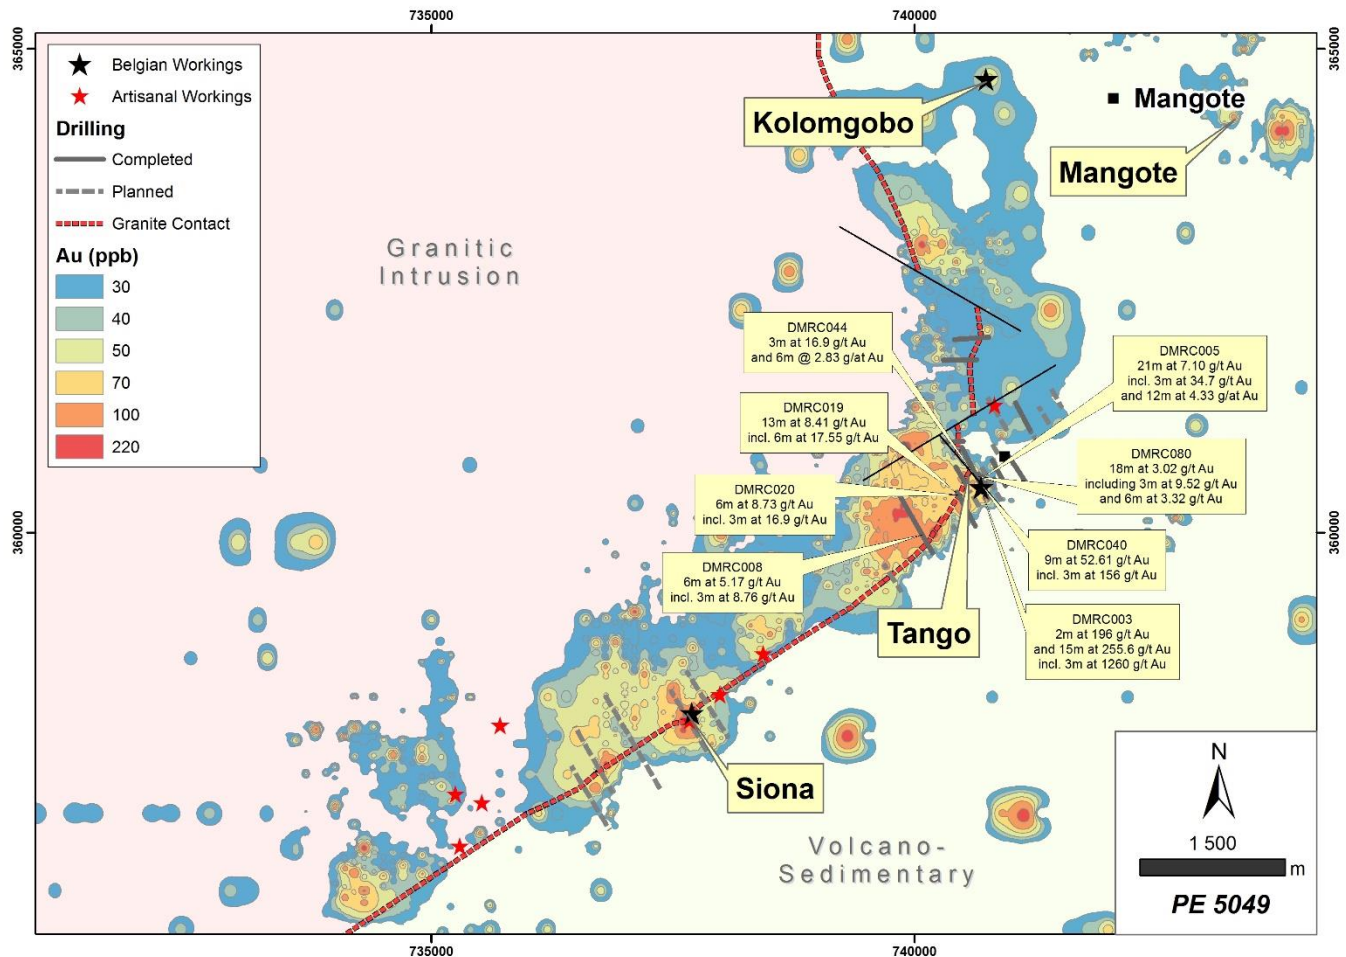 735000
740000
365000
365000
Belgian Workings
Artisanal Workings
Drilling
Completed
Planned
Granite Contact
Au (ppb)
30
40
50
70
100
220
Kolomgobo
Mangote
Mangote
Granitic
Intrusion
DMRC044
3m at 16.9 g/t Au
and 6m @ 2.83 g/at Au
DMRC005
21m at 7.10 g/t Au
incl. 3m at 34.7 g/t Au
and 12m at 4.33 g/at Au
DMRC019
13m at 8.41 g/t Au
incl. 6m at 17.55 g/t Au
DMRC080
18m at 3.02 g/t Au
including 3m at 9.52 g/t Au
and 6m at 3.32 g/t Au
DMRC020
6m at 8.73 g/t Au
incl. 3m at 16.9 g/t Au
360000
360000
DMRC040
9m at 52.61 g/t Au
incl. 3m at 156 g/t Au
DMRC008
6m at 5.17 g/t Au
incl. 3m at 8.76 g/t Au
Tango
DMRC003
2m at 196 g/t Au
and 15m at 255.6 g/t Au
incl. 3m at 1260 g/t Au
Siona
Volcano-
Sedimentary
N
1 500
m
PE 5049
735000
740000